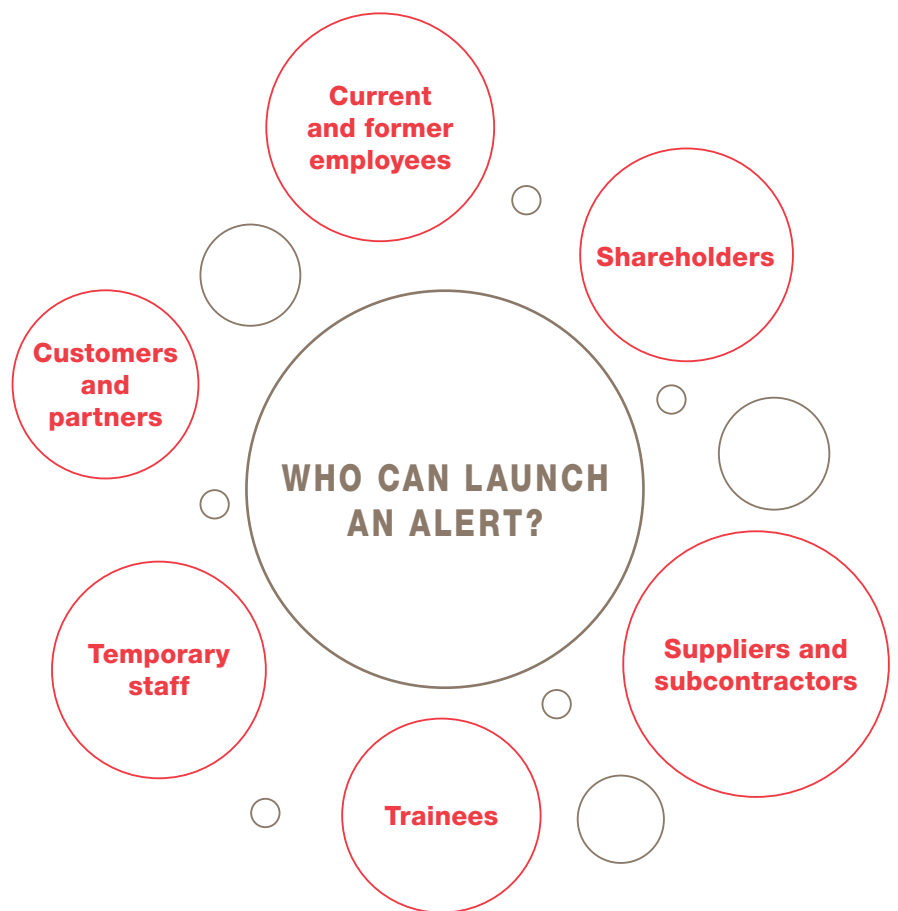 Current
and former
employees
Shareholders
Customers
and
partners
WHO CAN LAUNCH
AN ALERT?
Temporary
staff
Suppliers and
subcontractors
Trainees